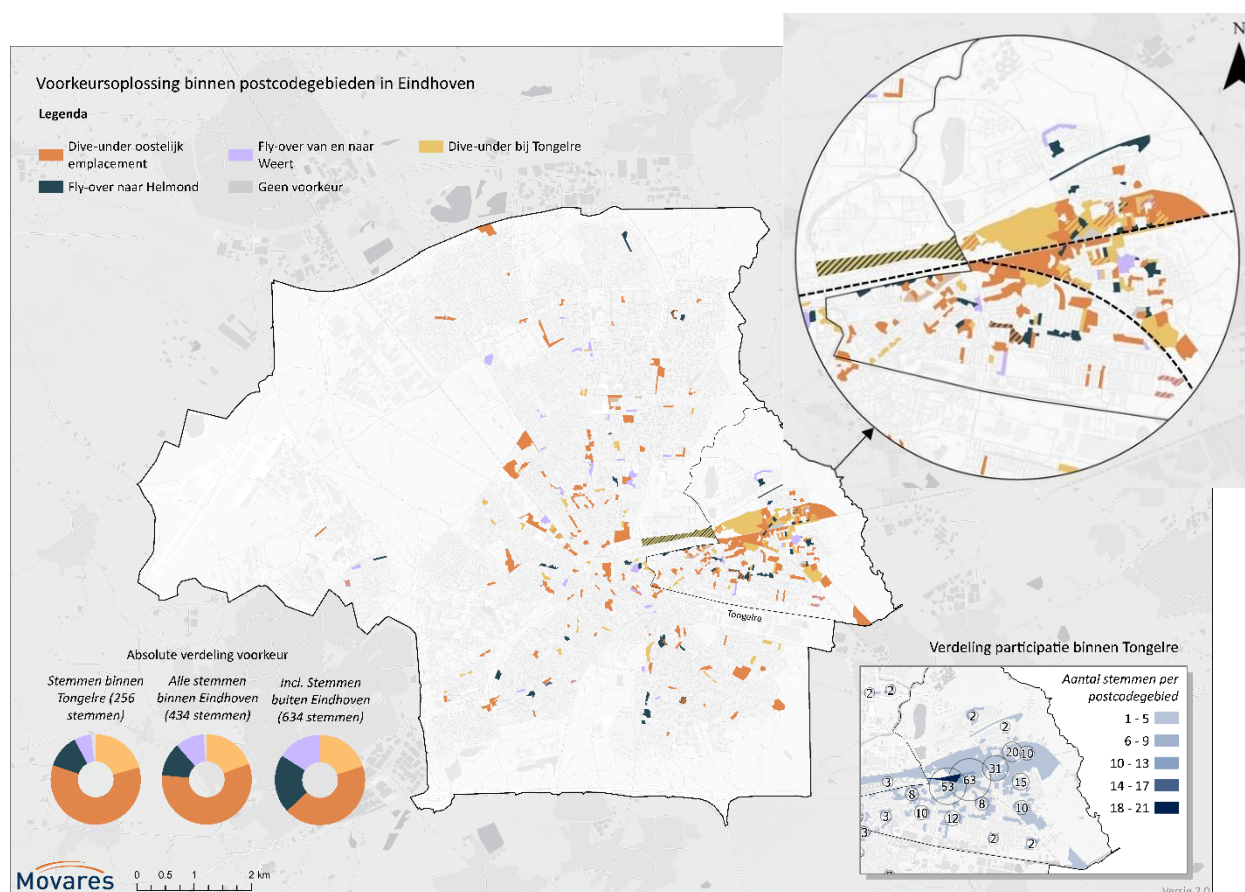 N
Voorkeursoplossing binnen postcodegebieden in Eindhoven
Legenda
Dive-under oostelijk
emplacement
Fly-over van en naar
Weert
Dive-under bij Tongelre
Fly-over naar Helmond
Geen voorkeur
Tongelre
Absolute verdeling voorkeur
Stemmen binnen
Tongelre (256
stemmen)
Alle stemmen
binnen Eindhoven
(434 stemmen)
Incl. Stemmen
buiten Eindhoven
(634 stemmen)
Verdeling participatie binnen Tongelre
Aantal stemmen per
postcodegebied
1 - 5
6 - 9
10 - 13
14 - 17
18 - 21
2 2
2
2
20 10
31
3 53 63 15
8 8
3 10 12 10
3
2 2
2
Movares
0 0.5 1 2 km
Versie 2.0